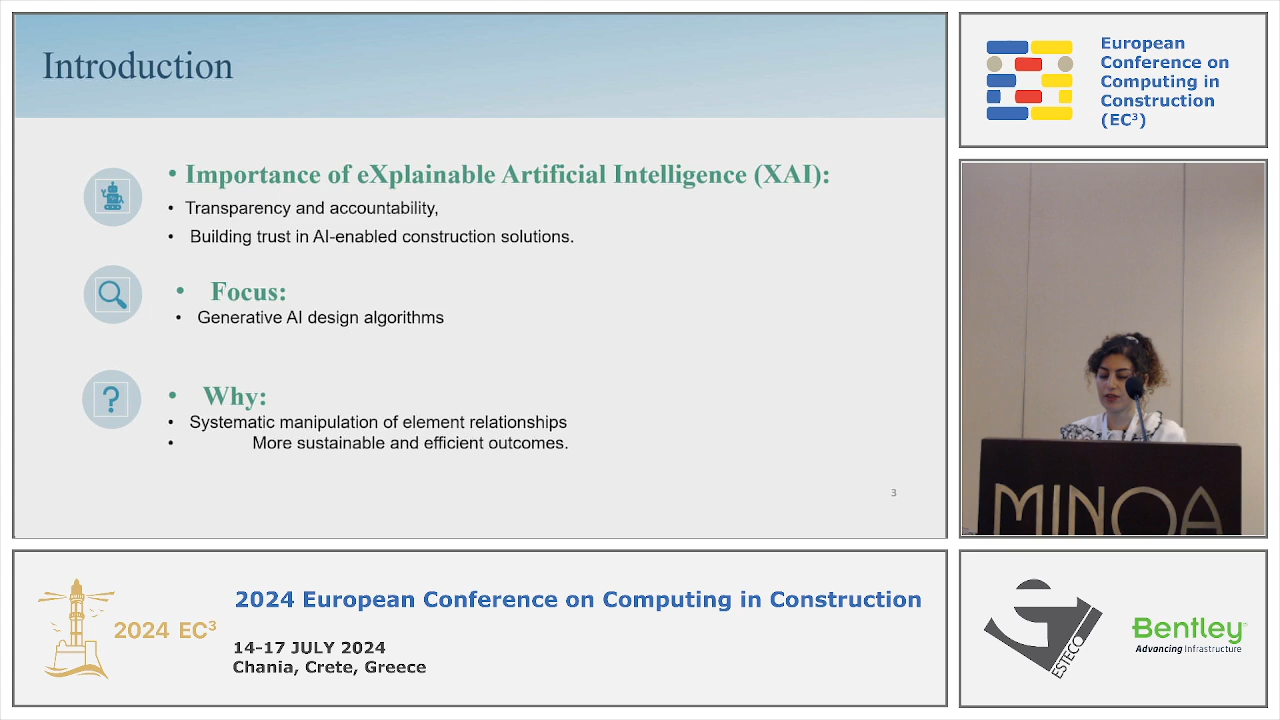 Introduction
• Importance of eXplainable Artificial Intelligence (XAI):
• Transparency and accountability,
• Building trust in AI-enabled construction solutions.
• Focus:
• Generative AI design algorithms
?
• Why:
• Systematic manipulation of element relationships
• More sustainable and efficient outcomes.
3
European
Conference on
Computing in
Construction
(EC³)
MINOA
2024 EC³
2024 European Conference on Computing in Construction
14-17 JULY 2024
Chania, Crete, Greece
ESTECO
Bentley®
Advancing Infrastructure